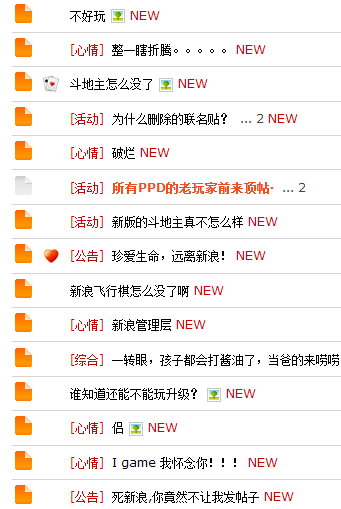 不好玩 NEW
[心情] 整一瞎折腾。。。。。 NEW
斗地主怎么没了 NEW
[活动] 为什么删除的联名贴？ ... 2 NEW
[心情] 破烂 NEW
[活动] 所有PPD的老玩家前来顶帖· ... 2
[活动] 新版的斗地主真不怎么样 NEW
[公告] 珍爱生命，远离新浪！ NEW
新浪飞行棋怎么没了啊 NEW
[心情] 新浪管理层 NEW
[综合] 一转眼，孩子都会打酱油了，当爸的来唠唠
谁知道还能不能玩升级？ NEW
[心情] 侣 NEW
[心情] I game 我怀念你！！！ NEW
[公告] 死新浪,你竟然不让我发帖子 NEW